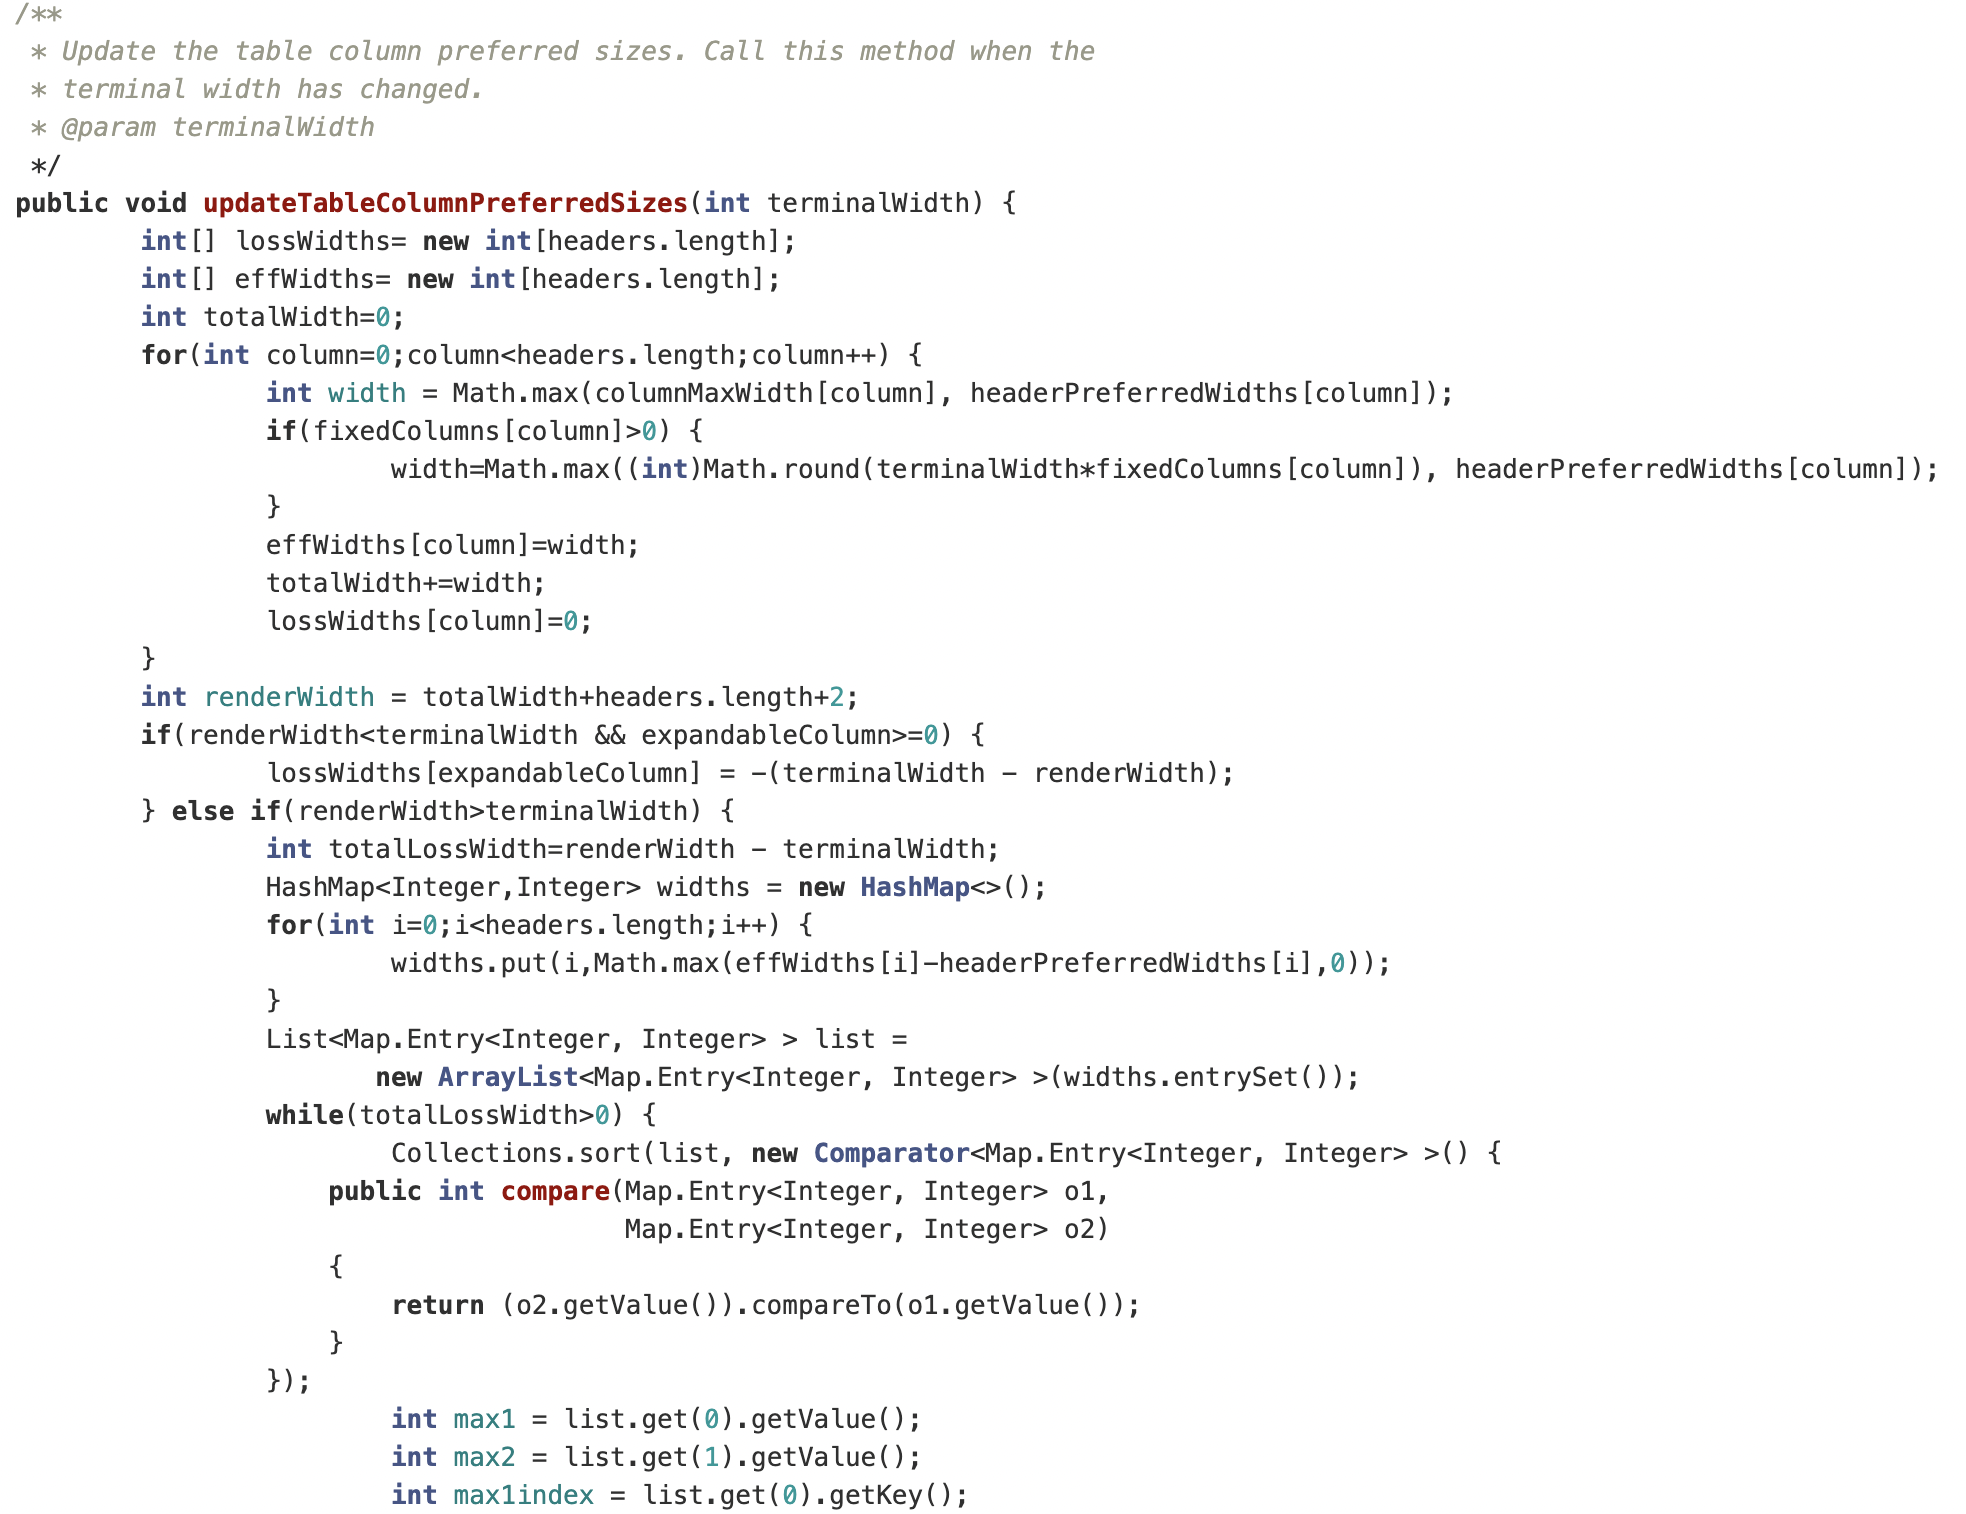 /**
 * Update the table column preferred sizes. Call this method when the
 * terminal width has changed.
 * @param terminalWidth
 */
public void updateTableColumnPreferredSizes(int terminalWidth) {
        int[] lossWidths= new int[headers.length];
        int[] effWidths= new int[headers.length];
        int totalWidth=0;
        for(int column=0;column<headers.length;column++) {
                int width = Math.max(columnMaxWidth[column], headerPreferredWidths[column]);
                if(fixedColumns[column]>0) {
                        width=Math.max((int)Math.round(terminalWidth*fixedColumns[column]), headerPreferredWidths[column]);
                }
                effWidths[column]=width;
                totalWidth+=width;
                lossWidths[column]=0;
        }
        int renderWidth = totalWidth+headers.length+2;
        if(renderWidth<terminalWidth && expandableColumn>=0) {
                lossWidths[expandableColumn] = -(terminalWidth - renderWidth);
        } else if(renderWidth>terminalWidth) {
                int totalLossWidth=renderWidth - terminalWidth;
                HashMap<Integer,Integer> widths = new HashMap<>();
                for(int i=0;i<headers.length;i++) {
                        widths.put(i,Math.max(effWidths[i]-headerPreferredWidths[i],0));
                }
                List<Map.Entry<Integer, Integer> > list =
                       new ArrayList<Map.Entry<Integer, Integer> >(widths.entrySet());
                while(totalLossWidth>0) {
                        Collections.sort(list, new Comparator<Map.Entry<Integer, Integer> >() {
                    public int compare(Map.Entry<Integer, Integer> o1,
                                       Map.Entry<Integer, Integer> o2)
                    {
                        return (o2.getValue()).compareTo(o1.getValue());
                    }
                });
                        int max1 = list.get(0).getValue();
                        int max2 = list.get(1).getValue();
                        int max1index = list.get(0).getKey();